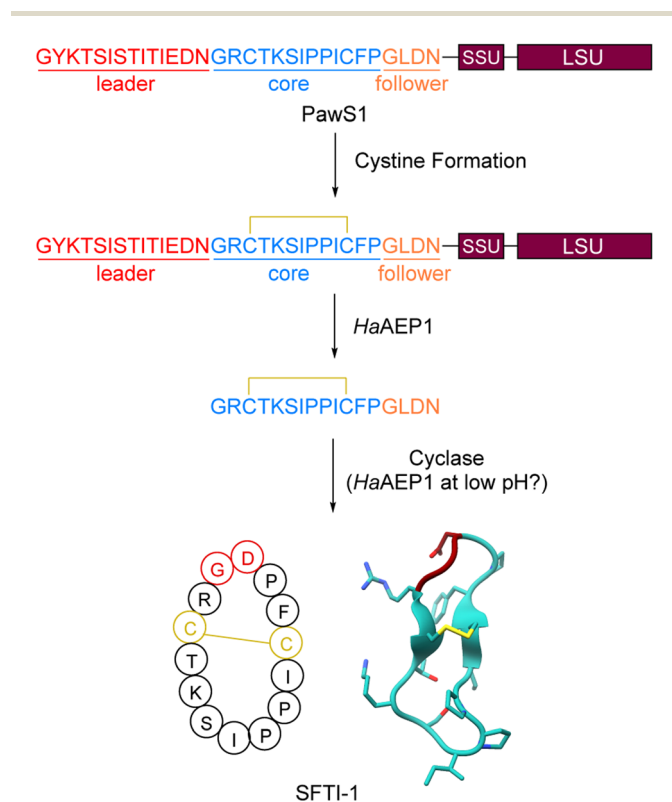 GYKTSISTITIEDNGRCTKSIPPICFPGLDN SSU LSU
leader core follower
PawS1
Cystine Formation
GYKTSISTITIEDNGRCTKSIPPICFPGLDN SSU LSU
leader core follower
HaAEP1
GRCTKSIPPICFPGLDN
Cyclase
(HaAEP1 at low pH?)
G D
R P
F
C C
T I
K P
S I P
SFTI-1